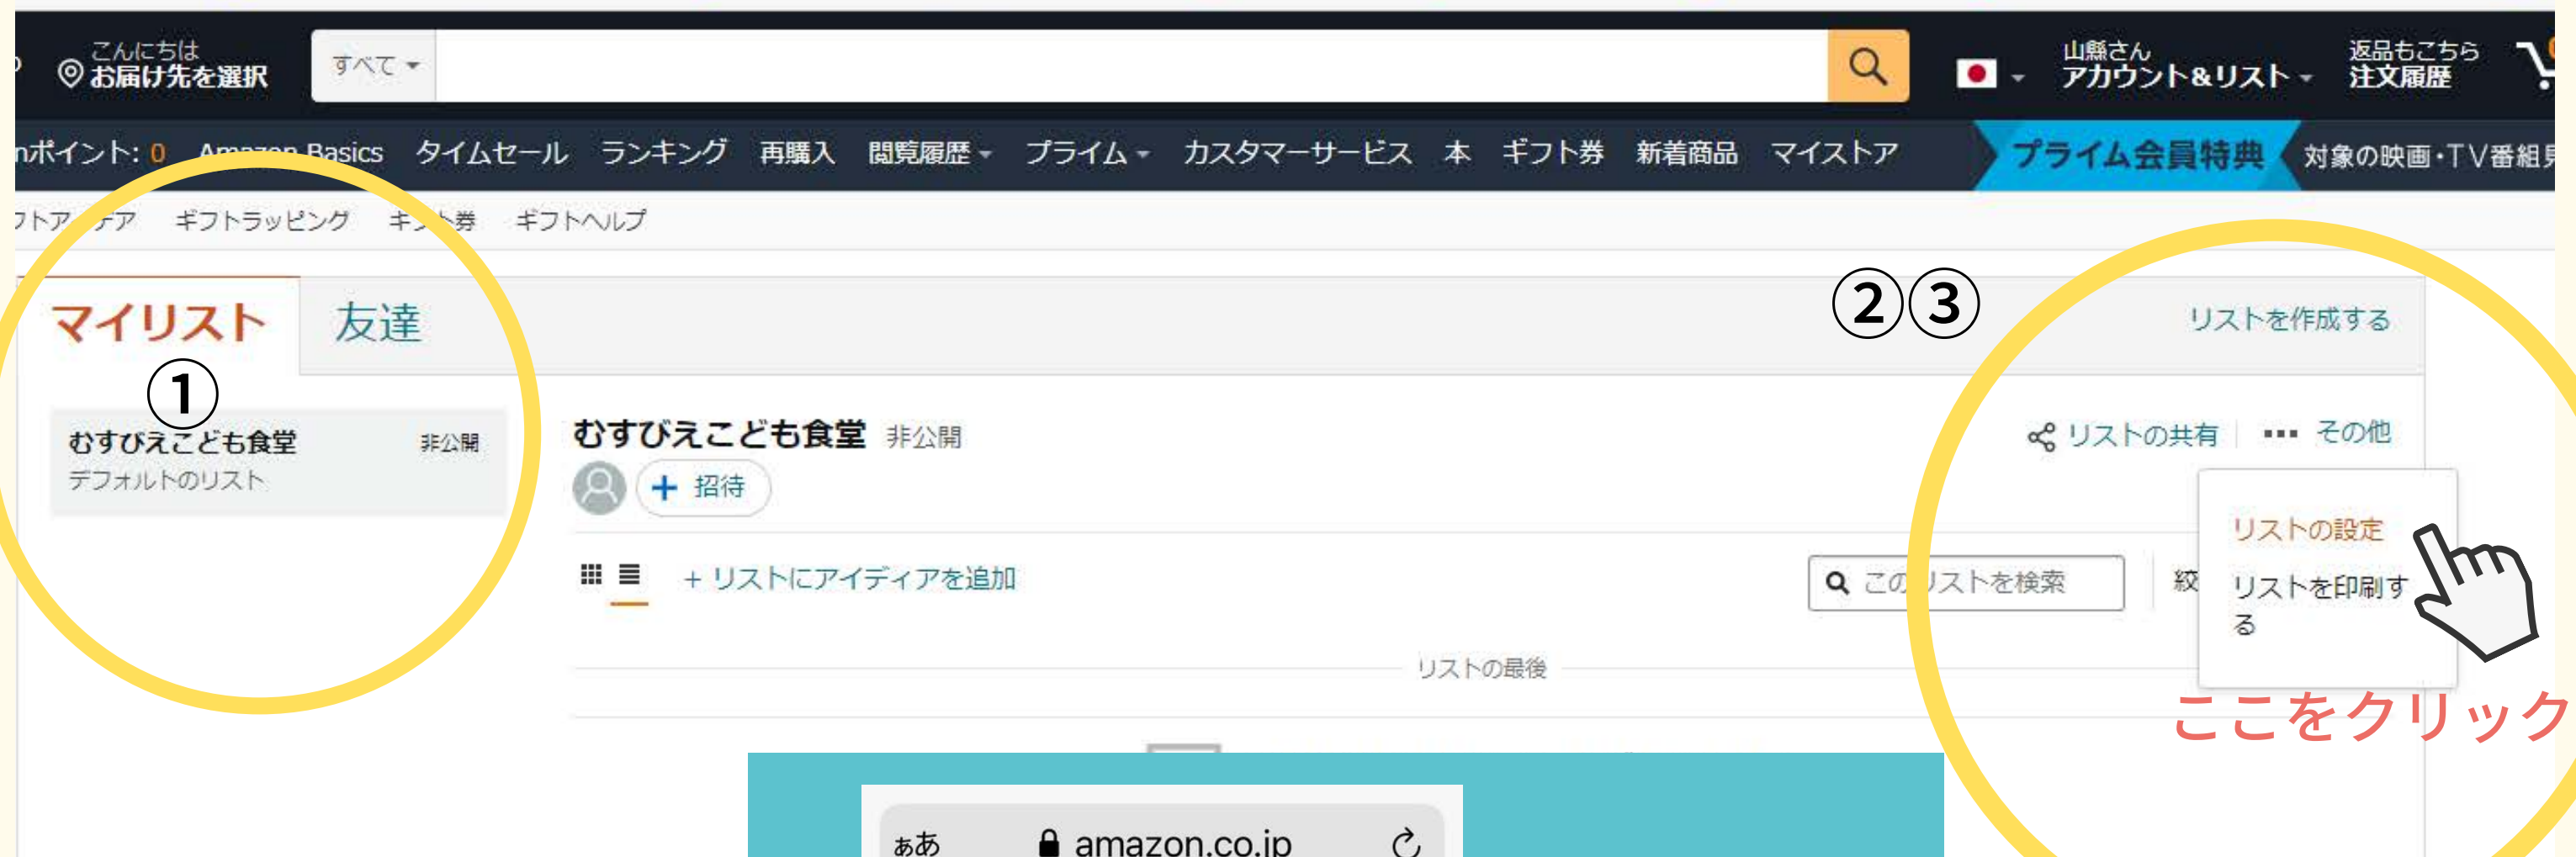 こんにちは
お届け先を選択
すべて
山縣さん
アカウント&リスト
返品もこちら
注文履歴
nポイント: 0 Amazon Basics タイムセール ランキング 再購入 閲覧履歴 プライム カスタマーサービス 本 ギフト券 新着商品 マイストア プライム会員特典 対象の映画・TV番組見
ギフトラッピング ギフト券 ギフトヘルプ
マイリスト 友達 ②③ リストを作成する
①
むすびえこども食堂 非公開
デフォルトのリスト
むすびえこども食堂 非公開
リストの共有 ••• その他
+ 招待
リストの設定
リストを印刷す
る
+ リストにアイディアを追加
このリストを検索
絞
リストの最後
ここをクリック
ぁあ amazon.co.jp